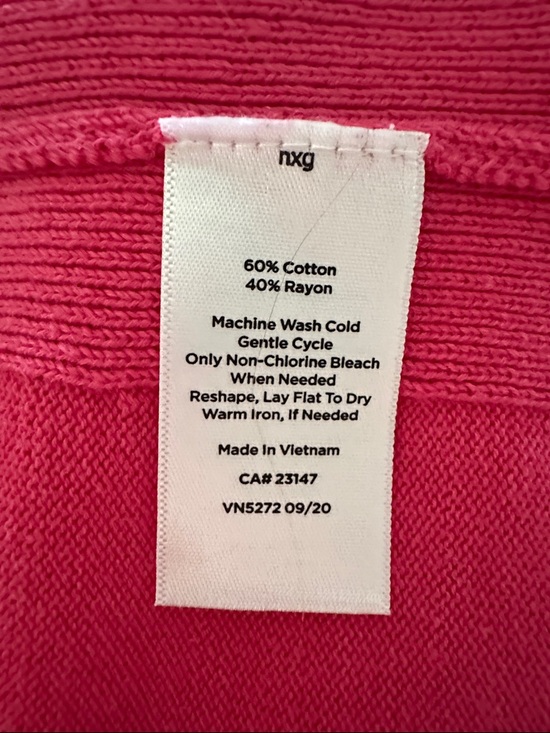 nxg
60% Cotton
40% Rayon
Machine Wash Cold
Gentle Cycle
Only Non-Chlorine Bleach
When Needed
Reshape, Lay Flat To Dry
Warm Iron, If Needed
Made In Vietnam
CA# 23147
VN5272 09/20